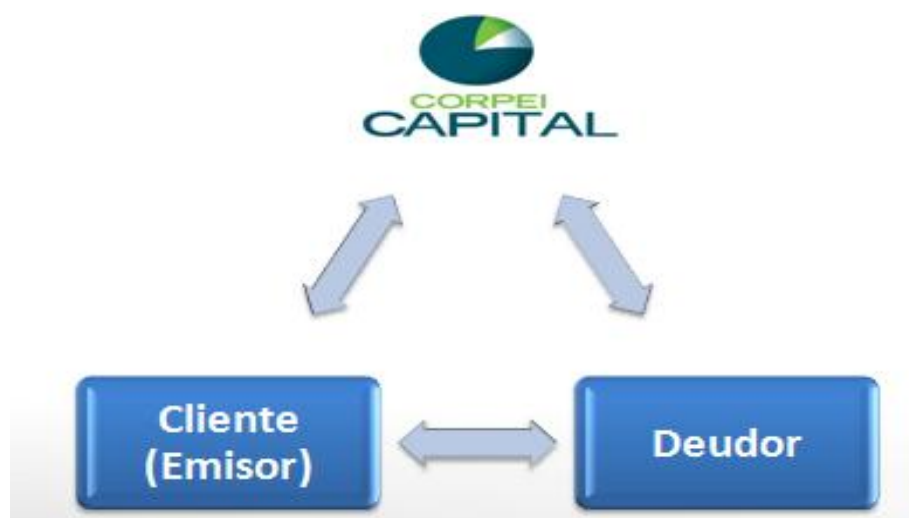 CORPEI
CAPITAL
Cliente
(Emisor)
Deudor